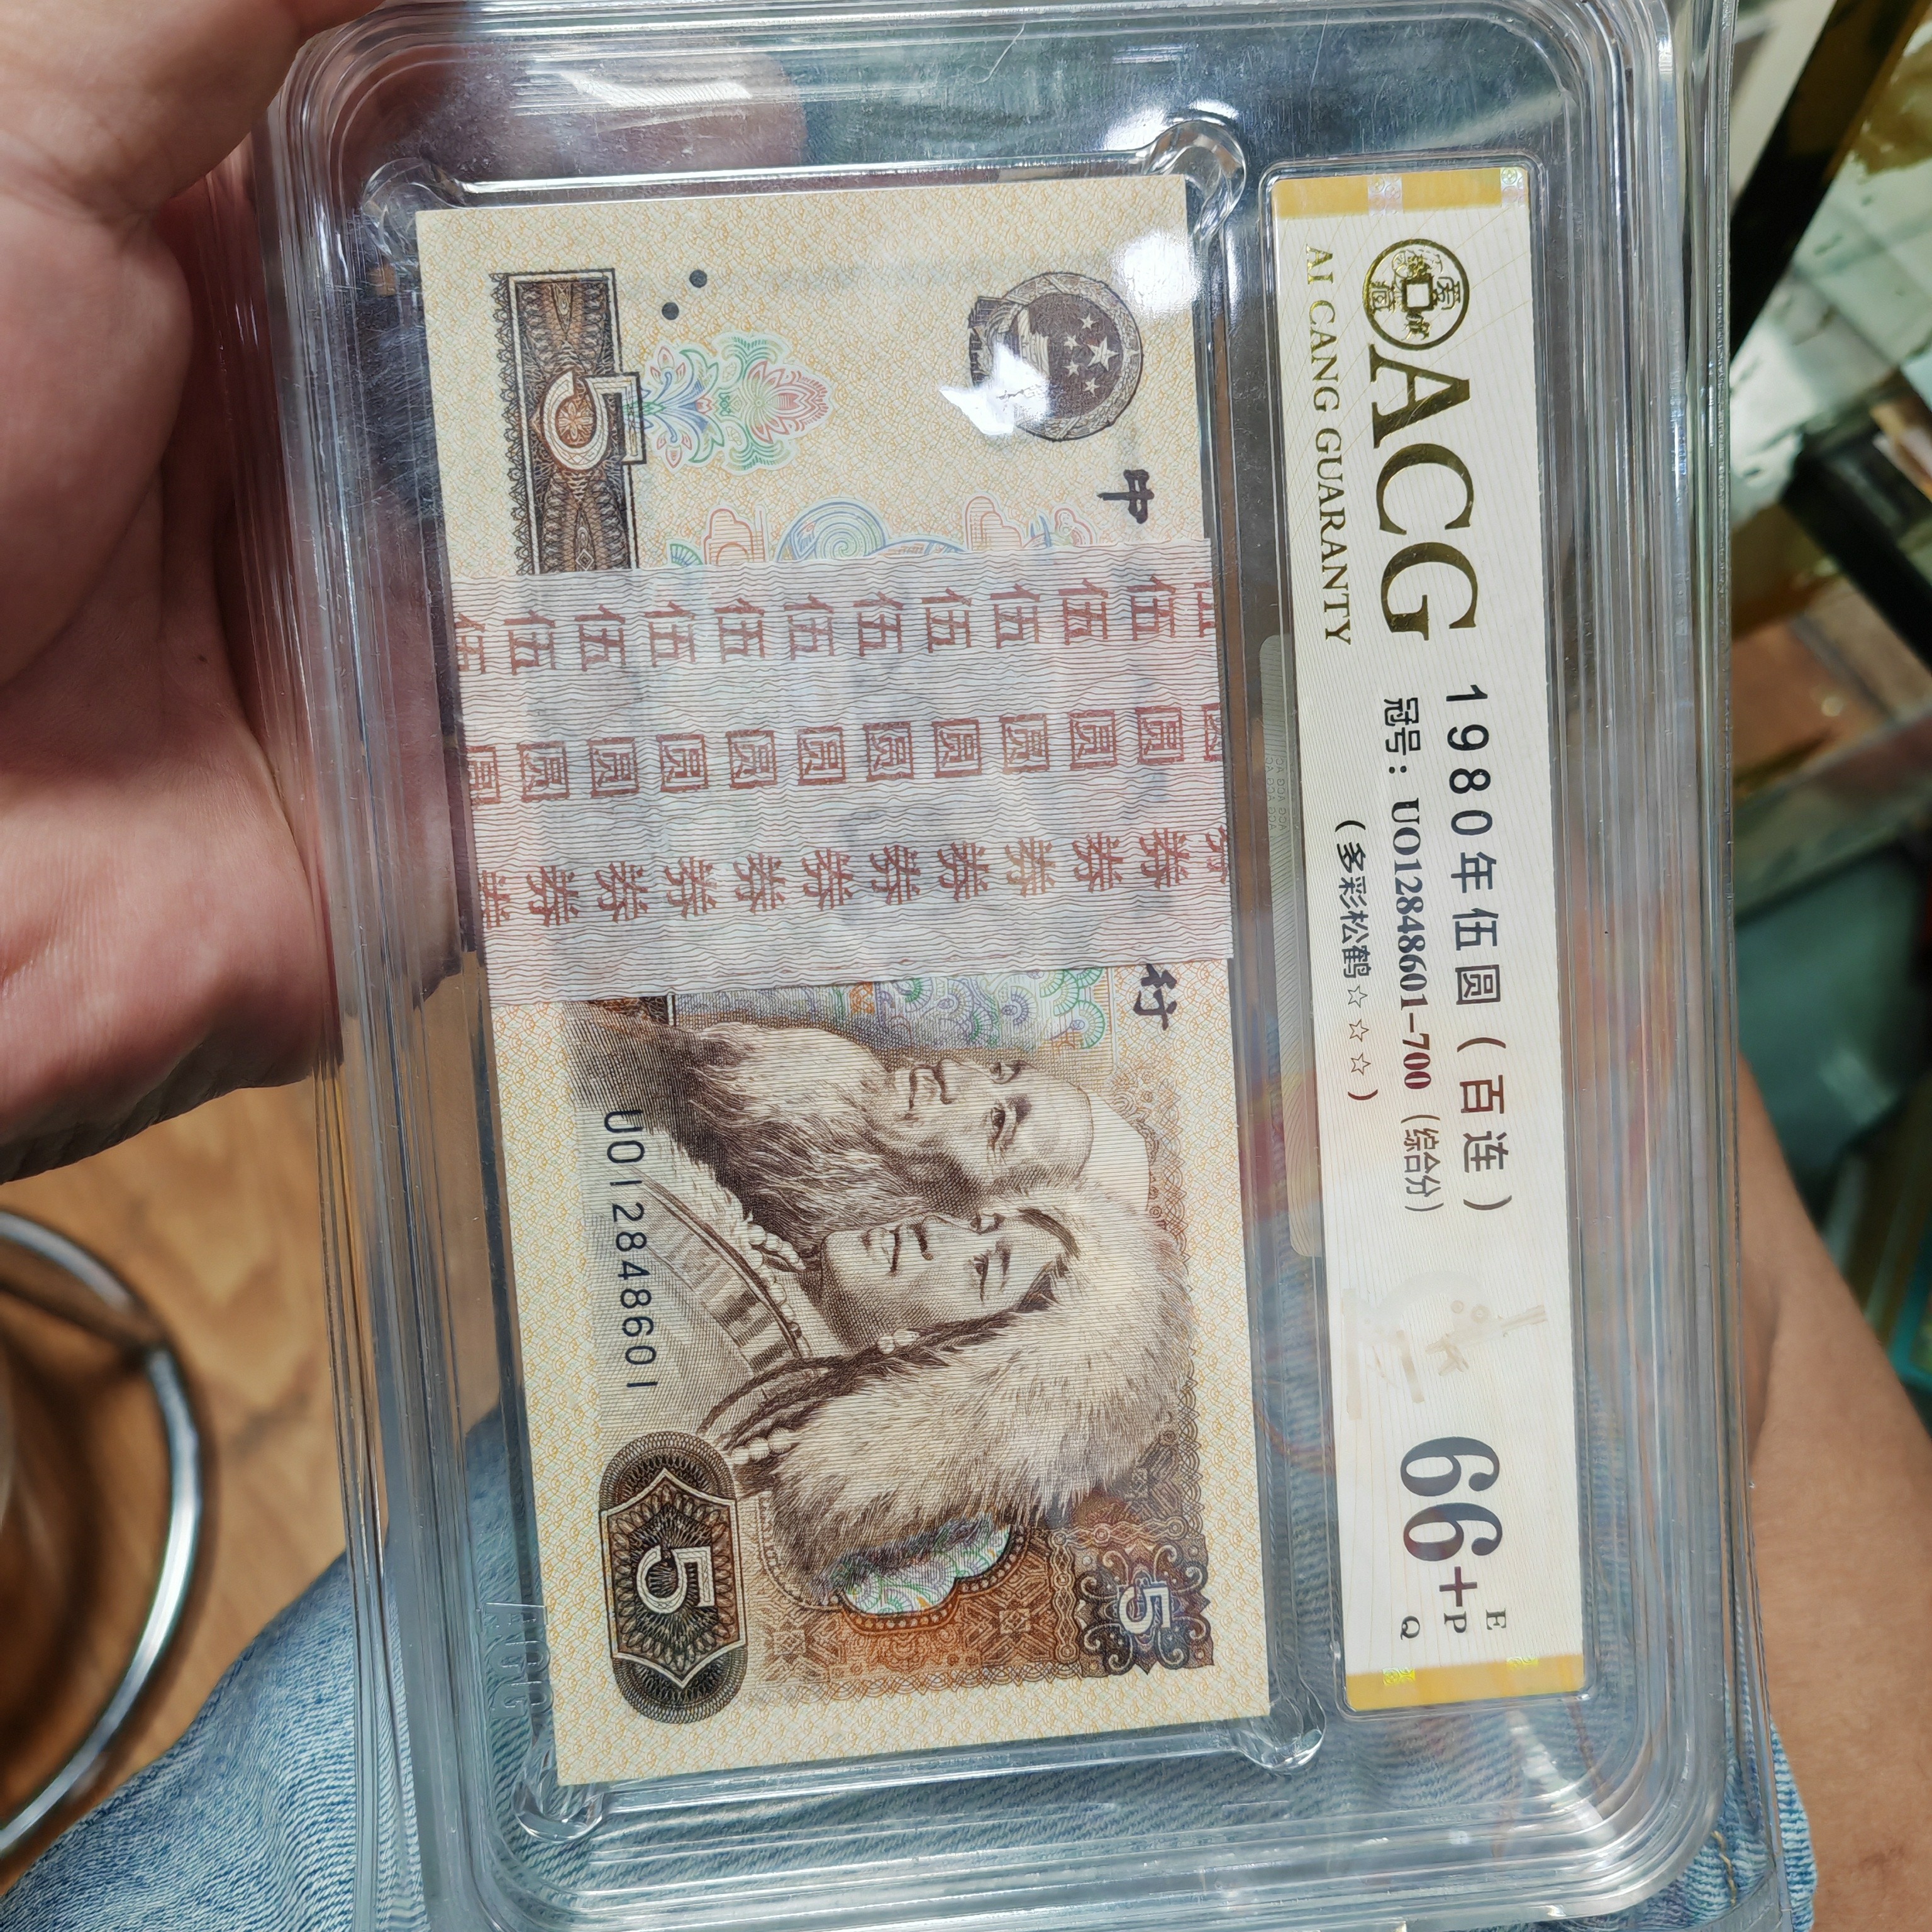 ACG
AI CANG GUARANTY
1980年伍圆(百连)
冠号: UO12848601-700 (综合分)
(多彩松鹤☆☆☆)
66+
E
P
Q
中
行
5
伍伍伍伍伍伍伍伍伍伍伍
圆圆圆圆圆圆圆圆圆圆圆
券券券券券券券券券券券
UO12848601
5
5